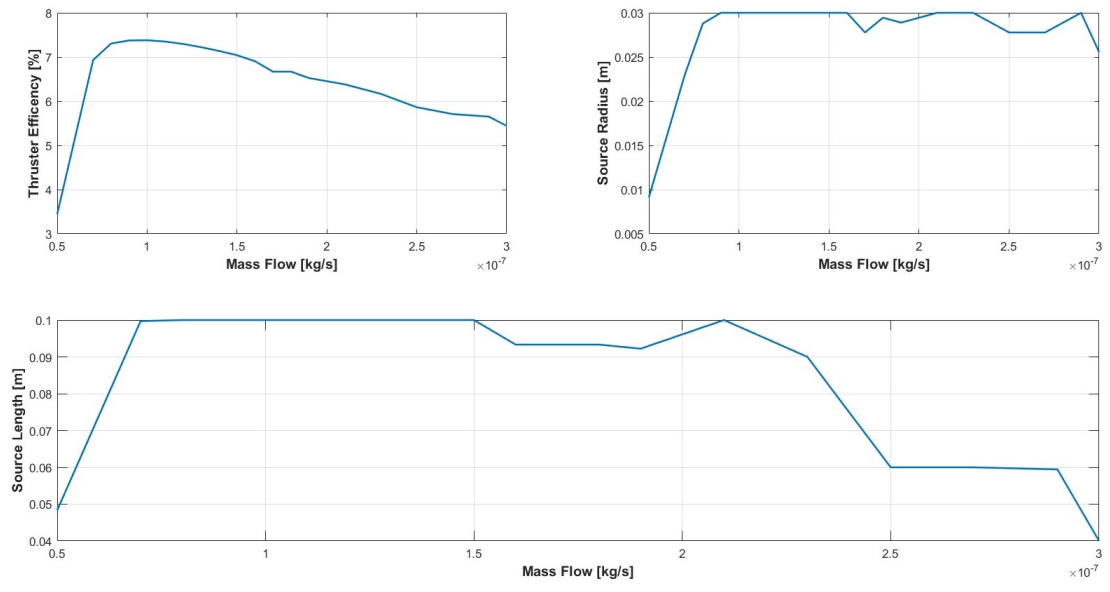 8
7
6
5
4
3
Thruster Efficency [%]
0.5 1 1.5 2 2.5 3
Mass Flow [kg/s]
×10-7
0.03
0.025
0.02
0.015
0.01
0.005
Source Radius [m]
0.5 1 1.5 2 2.5 3
Mass Flow [kg/s]
×10-7
0.1
0.09
0.08
0.07
0.06
0.05
0.04
Source Length [m]
0.5 1 1.5 2 2.5 3
Mass Flow [kg/s]
×10-7